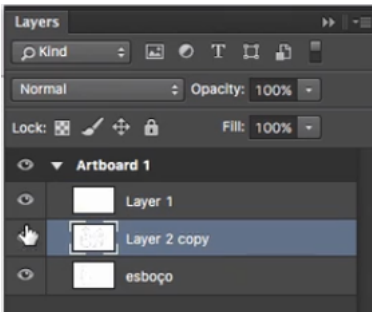 Layers
Kind T
Normal Opacity: 100%
Lock: Fill: 100%
Artboard 1
Layer 1
Layer 2 copy
esboço